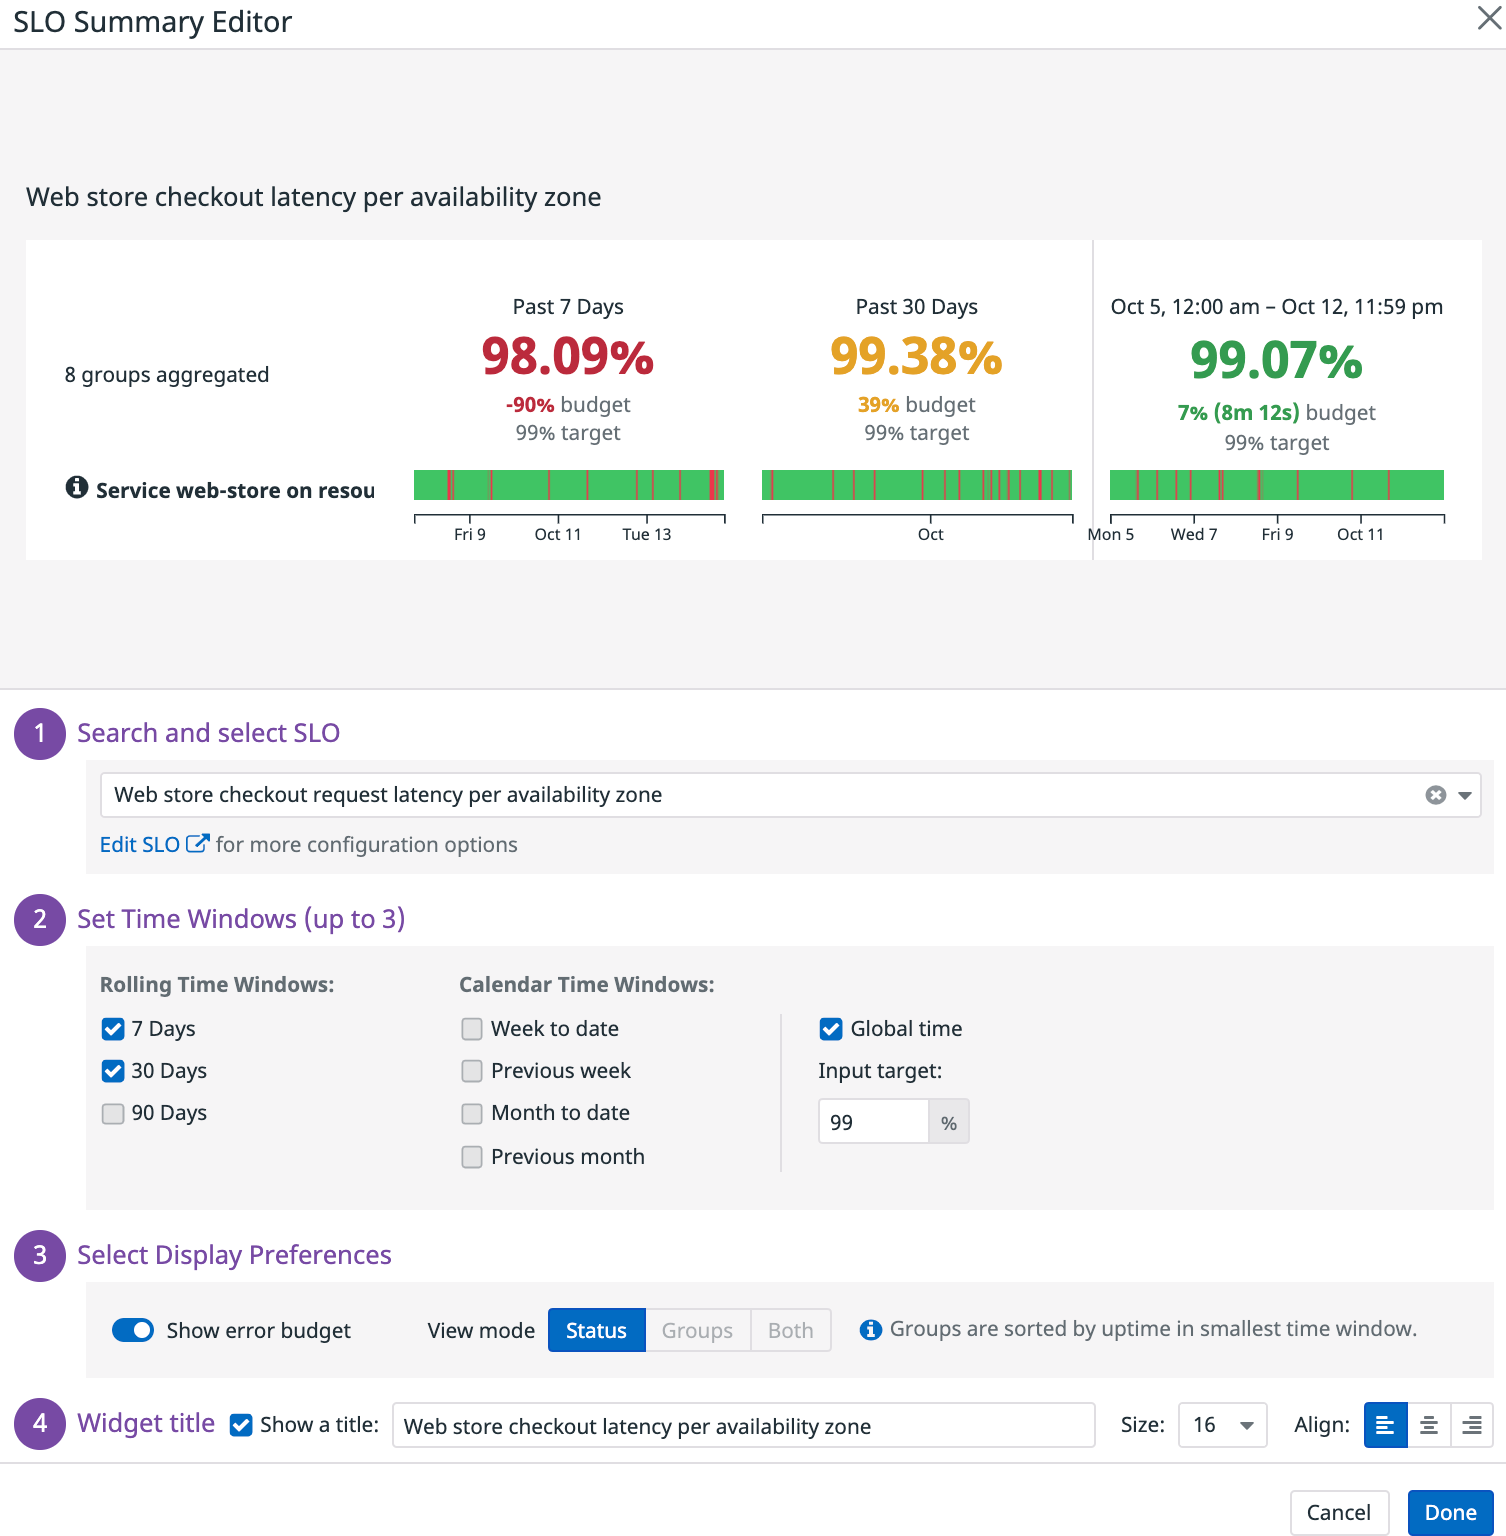 SLO Summary Editor
Web store checkout latency per availability zone
Past 7 Days
98.09%
-90% budget
99% target
Past 30 Days
99.38%
39% budget
99% target
Oct 5, 12:00 am – Oct 12, 11:59 pm
99.07%
7% (8m 12s) budget
99% target
8 groups aggregated
Service web-store on resou
Fri 9 Oct 11 Tue 13
Oct
Mon 5 Wed 7 Fri 9 Oct 11
1 Search and select SLO
Web store checkout request latency per availability zone
Edit SLO for more configuration options
2 Set Time Windows (up to 3)
Rolling Time Windows:
7 Days
30 Days
90 Days
Calendar Time Windows:
Week to date
Previous week
Month to date
Previous month
Global time
Input target:
99 %
3 Select Display Preferences
Show error budget View mode Status Groups Both Groups are sorted by uptime in smallest time window.
4 Widget title Show a title: Web store checkout latency per availability zone Size: 16 Align:
Cancel Done